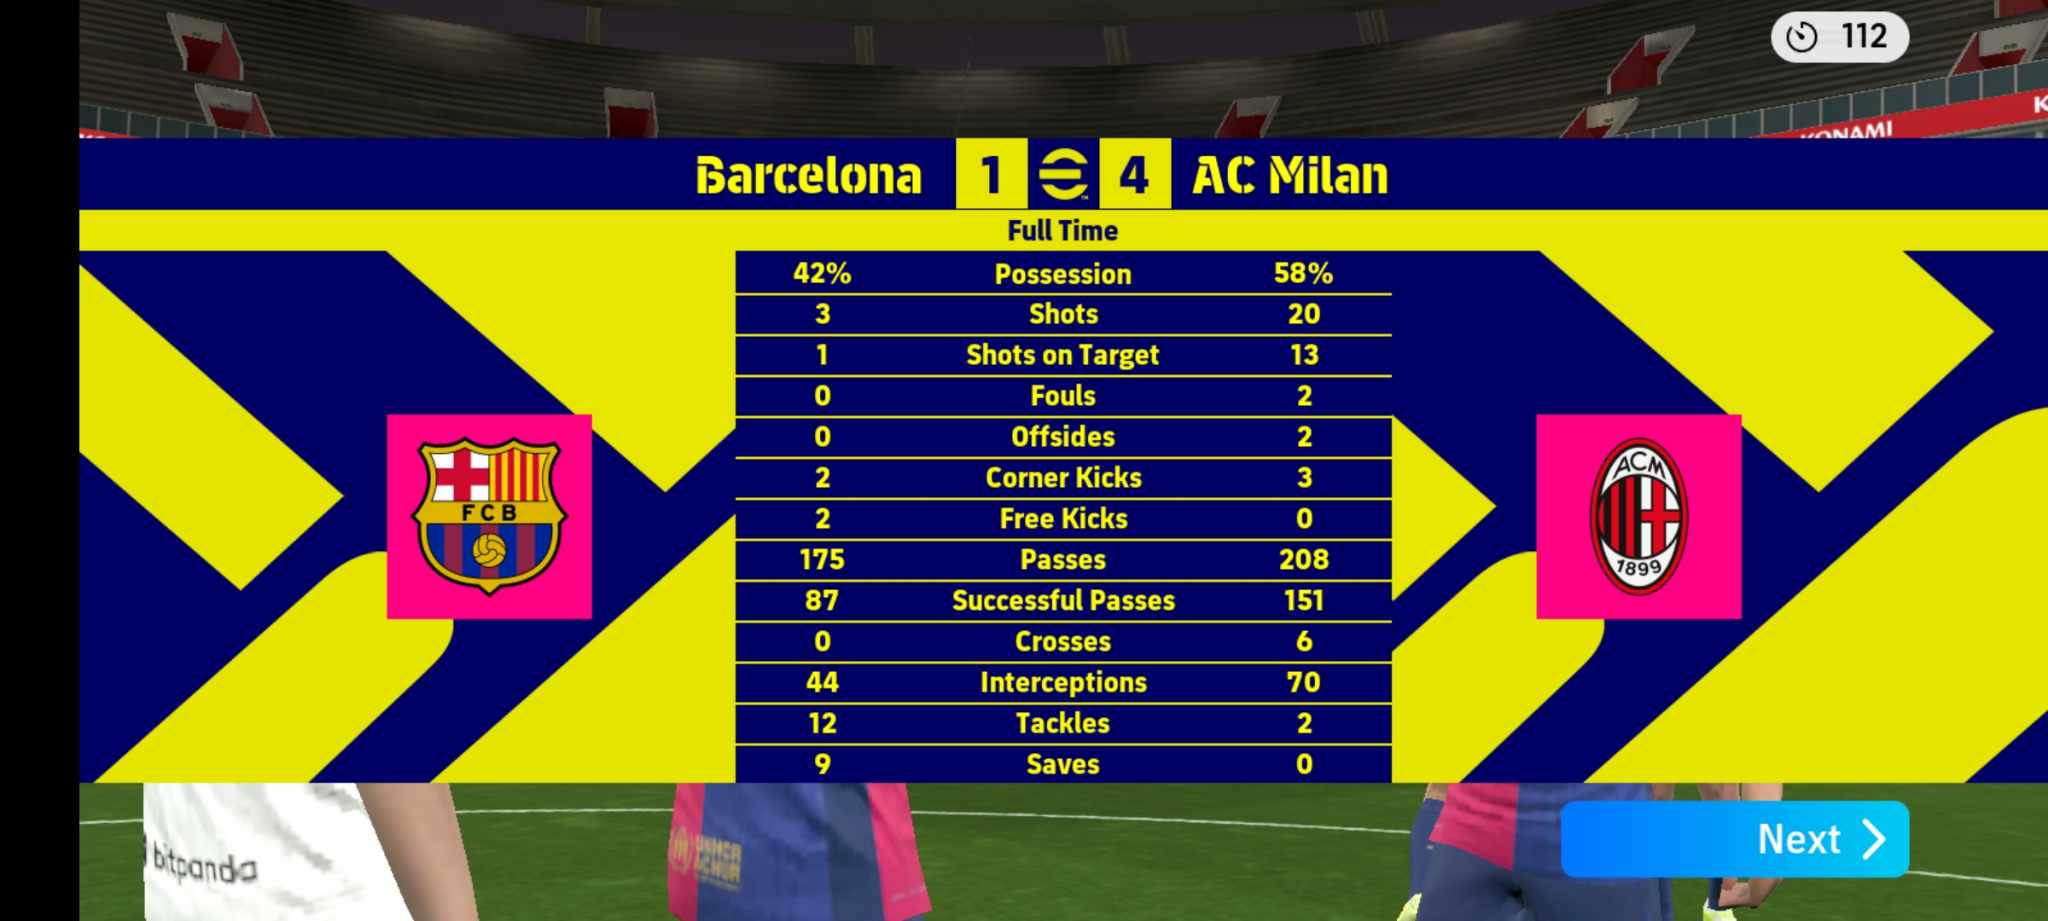 112
KONAMI
Barcelona 1 4 AC Milan
Full Time
42% Possession 58%
3 Shots 20
1 Shots on Target 13
0 Fouls 2
0 Offsides 2
2 Corner Kicks 3
2 Free Kicks 0
175 Passes 208
87 Successful Passes 151
0 Crosses 6
44 Interceptions 70
12 Tackles 2
9 Saves 0
FCB
ACM
1899
Next
bitpanda